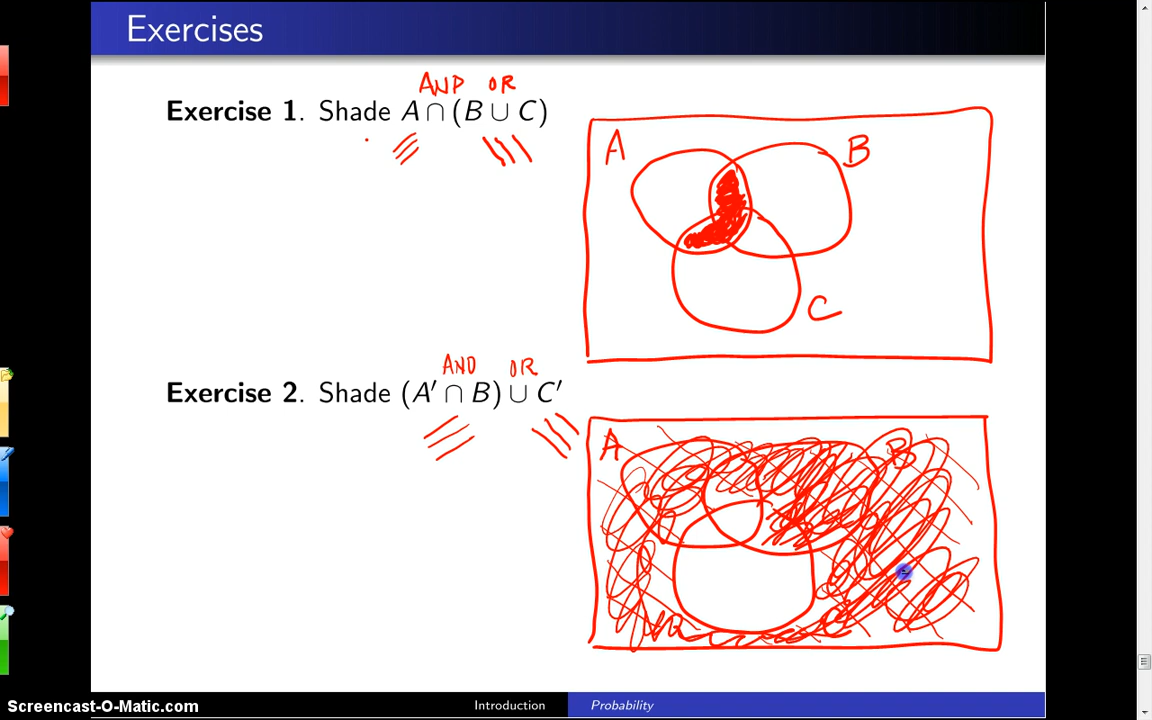 Exercises
AND OR
Exercise 1. Shade A ∩ (B ∪ C)
A
B
C
AND OR
Exercise 2. Shade (A′ ∩ B) ∪ C′
A
B
Screencast-O-Matic.com
Introduction
Probability